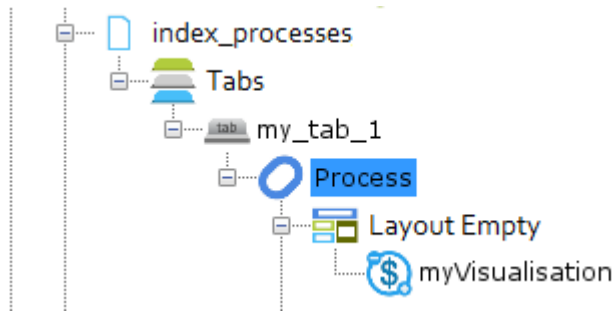 index_processes
Tabs
tab my_tab_1
Process
Layout Empty
$ myVisualisation